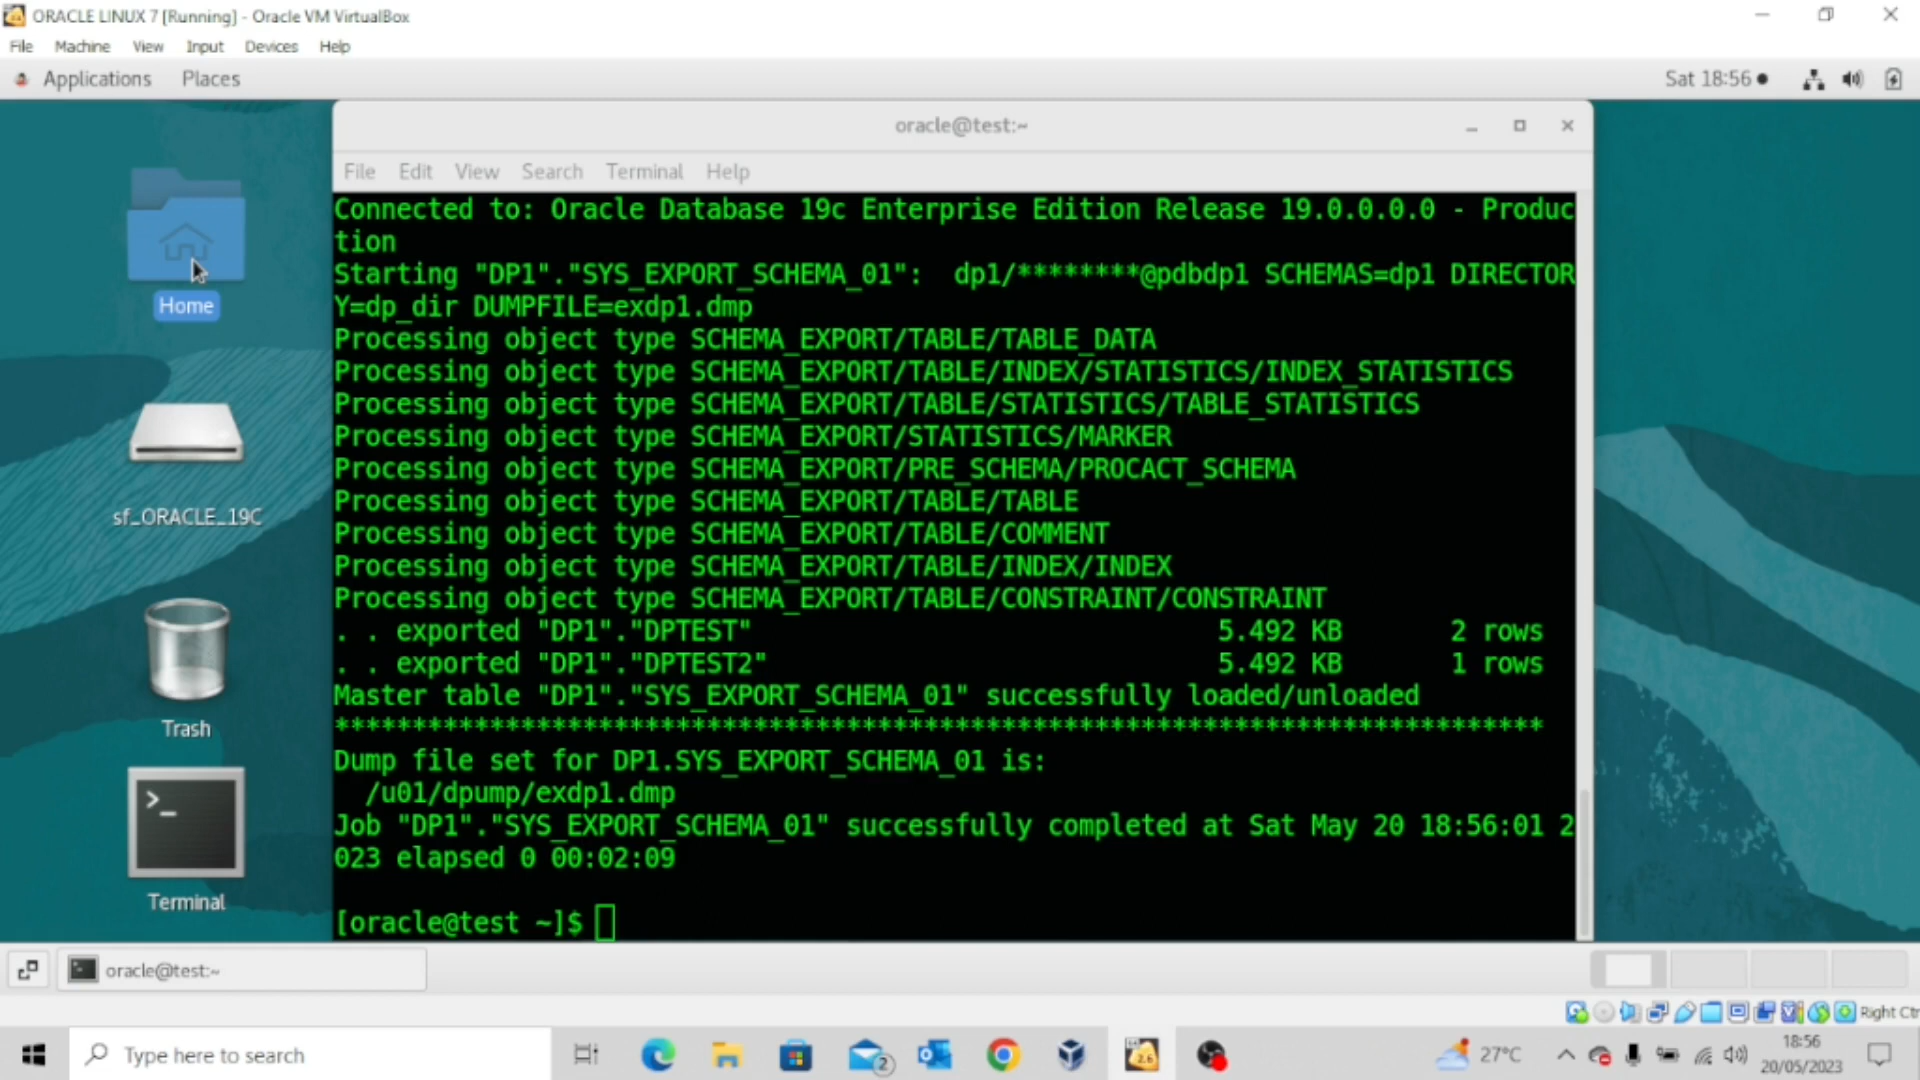 ORACLE LINUX 7 [Running] - Oracle VM VirtualBox
File Machine View Input Devices Help
Applications Places Sat 18:56
oracle@test:~
File Edit View Search Terminal Help
Connected to: Oracle Database 19c Enterprise Edition Release 19.0.0.0.0 - Produc
tion
Starting "DP1"."SYS_EXPORT_SCHEMA_01": dp1/********@pdbdp1 SCHEMAS=dp1 DIRECTOR
Y=dp_dir DUMPFILE=exdp1.dmp
Processing object type SCHEMA_EXPORT/TABLE/TABLE_DATA
Processing object type SCHEMA_EXPORT/TABLE/INDEX/STATISTICS/INDEX_STATISTICS
Processing object type SCHEMA_EXPORT/TABLE/STATISTICS/TABLE_STATISTICS
Processing object type SCHEMA_EXPORT/STATISTICS/MARKER
Processing object type SCHEMA_EXPORT/PRE_SCHEMA/PROCACT_SCHEMA
Processing object type SCHEMA_EXPORT/TABLE/TABLE
Processing object type SCHEMA_EXPORT/TABLE/COMMENT
Processing object type SCHEMA_EXPORT/TABLE/INDEX/INDEX
Processing object type SCHEMA_EXPORT/TABLE/CONSTRAINT/CONSTRAINT
. . exported "DP1"."DPTEST" 5.492 KB 2 rows
. . exported "DP1"."DPTEST2" 5.492 KB 1 rows
Master table "DP1"."SYS_EXPORT_SCHEMA_01" successfully loaded/unloaded
******************************************************************************
Dump file set for DP1.SYS_EXPORT_SCHEMA_01 is:
/u01/dpump/exdp1.dmp
Job "DP1"."SYS_EXPORT_SCHEMA_01" successfully completed at Sat May 20 18:56:01 2
023 elapsed 0 00:02:09
[oracle@test ~]$
Home
sf_ORACLE_19C
Trash
>_
Terminal
oracle@test:~
Right Ctr
Type here to search
2
2.6
27°C
18:56
20/05/2023